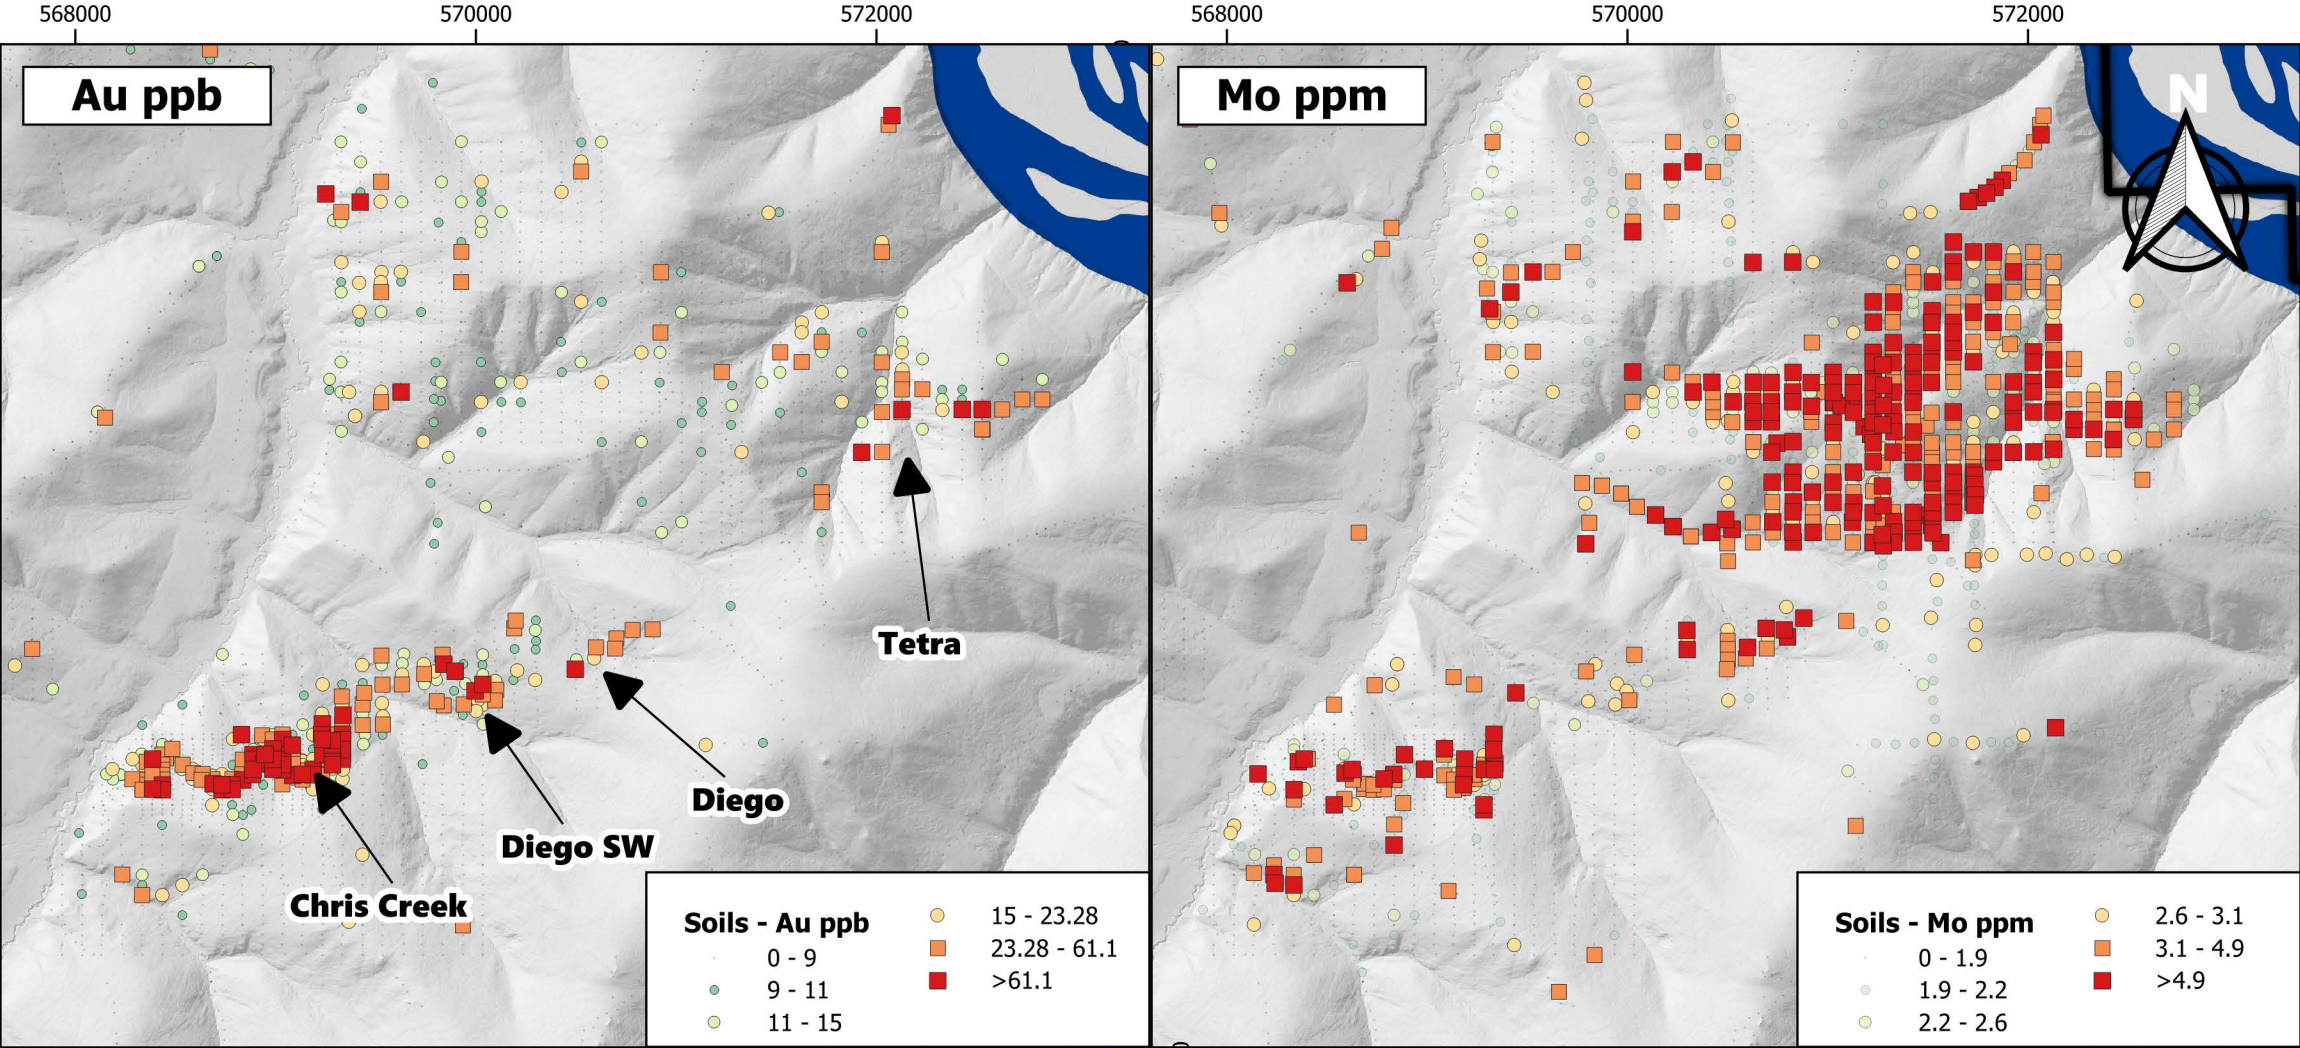 568000 570000 572000 568000 570000 572000
Au ppb
Mo ppm
N
Tetra
Diego
Diego SW
Chris Creek
Soils - Au ppb
0 - 9
9 - 11
11 - 15
15 - 23.28
23.28 - 61.1
>61.1
Soils - Mo ppm
0 - 1.9
1.9 - 2.2
2.2 - 2.6
2.6 - 3.1
3.1 - 4.9
>4.9